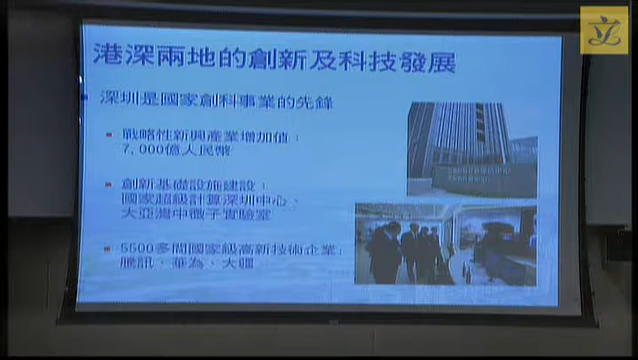 立
港深兩地的創新及科技發展
深圳是國家創科事業的先鋒
戰略性新興產業增加值：
7,000億人民幣
創新基礎設施建設：
國家超級計算深圳中心、
大亞灣中微子實驗室
5500多間國家級高新技術企業：
騰訊、華為、大疆